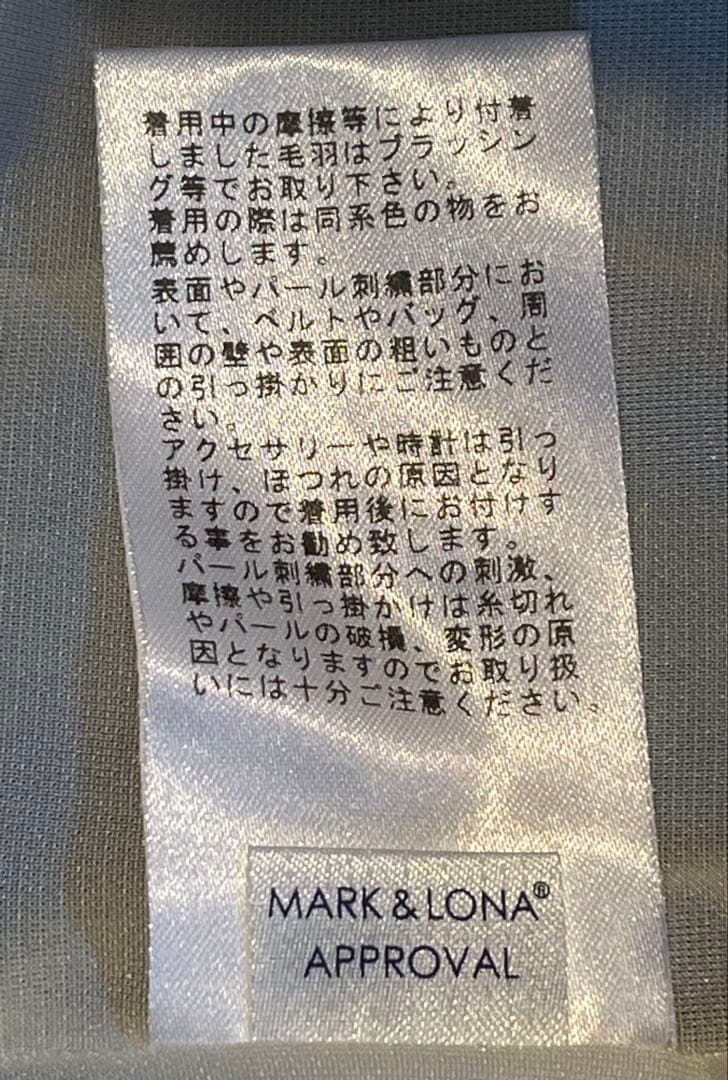 着用中の摩擦等により付着
しました毛羽はブラッシン
グ等でお取り下さい。
着用の際は同系色の物をお
薦めします。
表面やパール刺繍部分にお
いて、ベルトやバッグ、周
囲の壁や表面の粗いものと
の引っ掛かりにご注意くだ
さい。
アクセサリーや時計は引っ
掛け、ほつれの原因となり
ますので着用後にお付けす
る事をお勧め致します。
パール刺繍部分への刺激、
摩擦や引っ掛かけは糸切れ
やパールの破損、変形の原
因となりますのでお取り扱
いには十分ご注意ください。
MARK & LONA®
APPROVAL